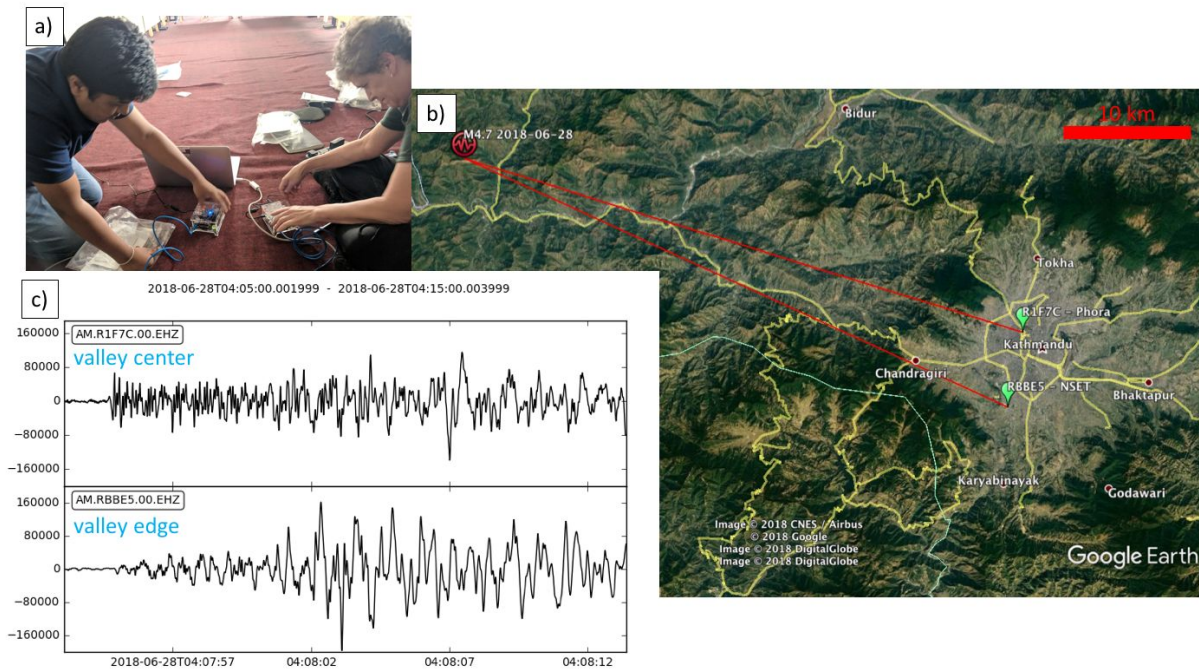 a)
b)
M4.7 2018-06-28
Bidur
10 km
Tokha
R1F7C - Phora
Kathmandu
Chandragiri
RBBE5 - NSET
Bhaktapur
Karyabinayak
Godawari
Image © 2018 CNES / Airbus
© 2018 Google
Image © 2018 DigitalGlobe
Image © 2018 DigitalGlobe
Google Earth
c)
2018-06-28T04:05:00.001999 - 2018-06-28T04:15:00.003999
AM.R1F7C.00.EHZ
valley center
160000
80000
0
−80000
−160000
AM.RBBE5.00.EHZ
valley edge
160000
80000
0
−80000
−160000
2018-06-28T04:07:57
04:08:02
04:08:07
04:08:12